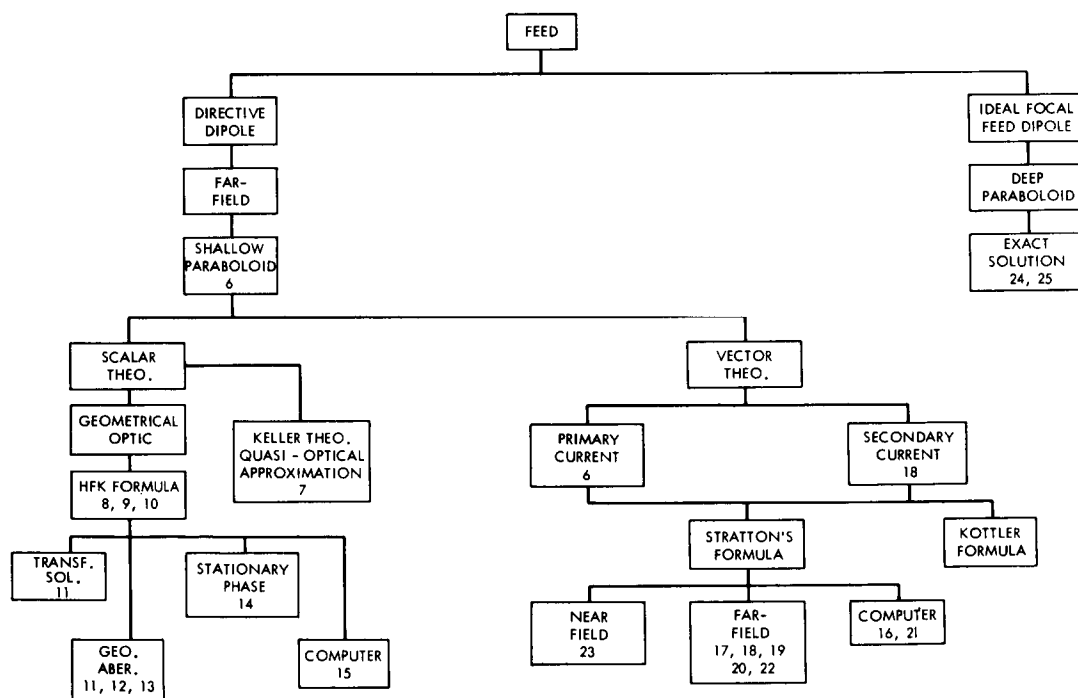 FEED
DIRECTIVE
DIPOLE
IDEAL FOCAL
FEED DIPOLE
FAR-
FIELD
DEEP
PARABOLOID
SHALLOW
PARABOLOID
6
EXACT
SOLUTION
24, 25
SCALAR
THEO.
VECTOR
THEO.
GEOMETRICAL
OPTIC
KELLER THEO.
QUASI - OPTICAL
APPROXIMATION
7
PRIMARY
CURRENT
6
SECONDARY
CURRENT
18
HFK FORMULA
8, 9, 10
STRATTON'S
FORMULA
KOTTLER
FORMULA
TRANSF.
SOL.
11
STATIONARY
PHASE
14
NEAR
FIELD
23
FAR-
FIELD
17, 18, 19
20, 22
COMPUTER
16, 21
GEO.
ABER.
11, 12, 13
COMPUTER
15